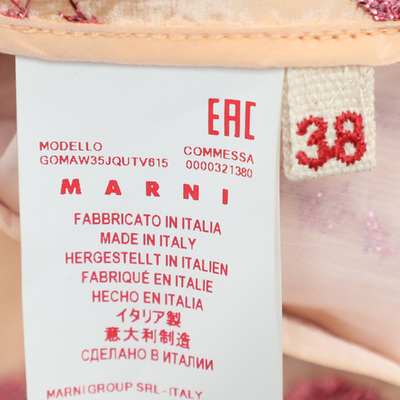 EAC
MODELLO COMMESSA
GOMAW35JQUTV615 0000321380
MARNI
FABBRICATO IN ITALIA
MADE IN ITALY
HERGESTELLT IN ITALIEN
FABRIQUÉ EN ITALIE
HECHO EN ITALIA
イタリア製
意大利制造
СДЕЛАНО В ИТАЛИИ
MARNI GROUP SRL - ITALY
38